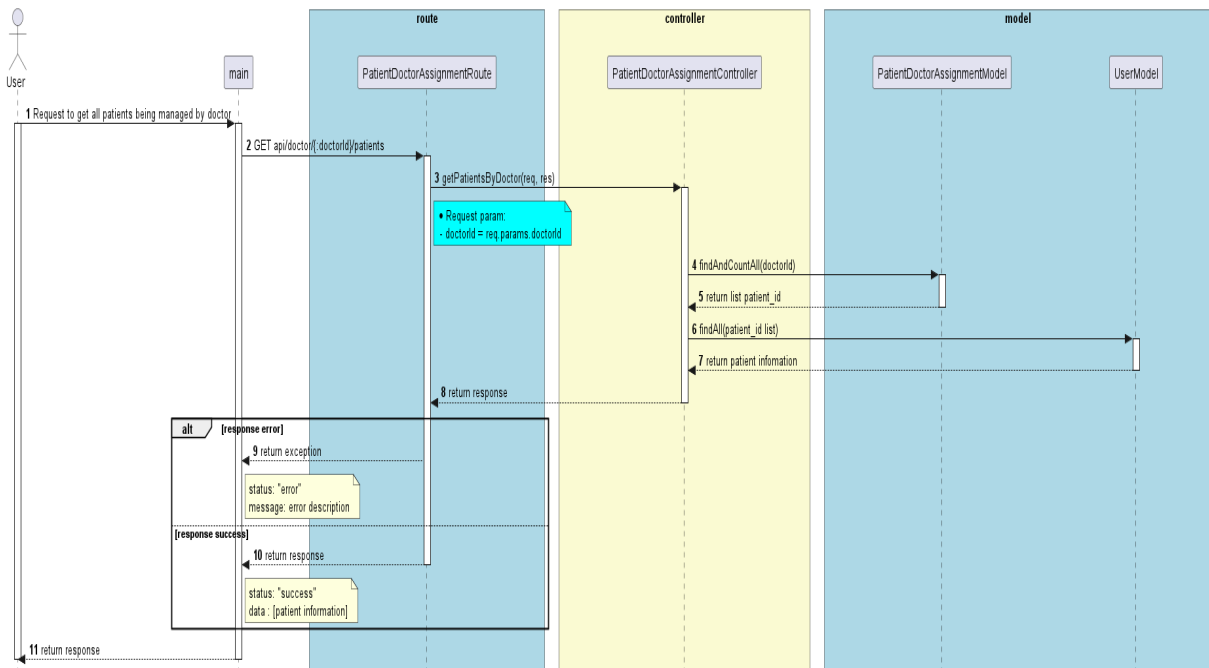 route
controller
model
User
main
PatientDoctorAssignmentRoute
PatientDoctorAssignmentController
PatientDoctorAssignmentModel
UserModel
1 Request to get all patients being managed by doctor
2 GET api/doctor/{:doctorId}/patients
3 getPatientsByDoctor(req, res)
• Request param:
- doctorId = req.params.doctorId
4 findAndCountAll(doctorId)
5 return list patient_id
6 findAll(patient_id list)
7 return patient infomation
8 return response
alt [response error]
9 return exception
status: "error"
message: error description
[response success]
10 return response
status: "success"
data : [patient information]
11 return response